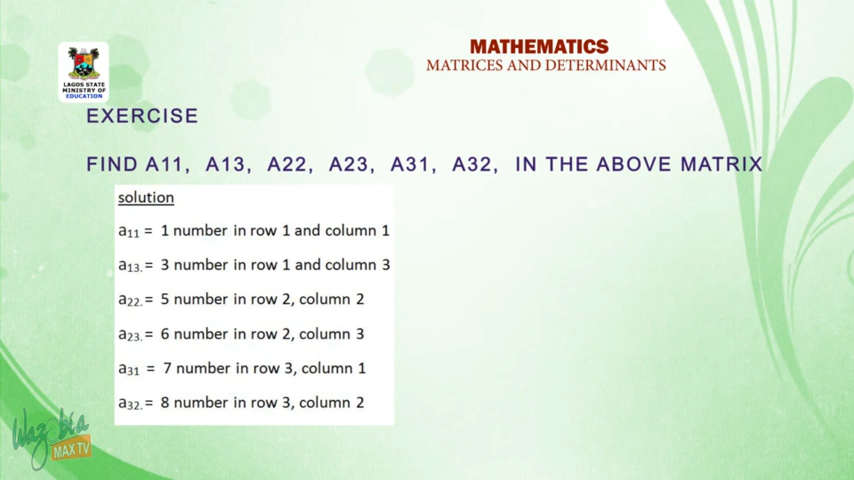 MATHEMATICS
MATRICES AND DETERMINANTS
LAGOS STATE
MINISTRY OF
EDUCATION
EXERCISE
FIND A11, A13, A22, A23, A31, A32, IN THE ABOVE MATRIX
solution
a11 = 1 number in row 1 and column 1
a13. = 3 number in row 1 and column 3
a22. = 5 number in row 2, column 2
a23. = 6 number in row 2, column 3
a31 = 7 number in row 3, column 1
a32. = 8 number in row 3, column 2
Wazobia
MAX TV